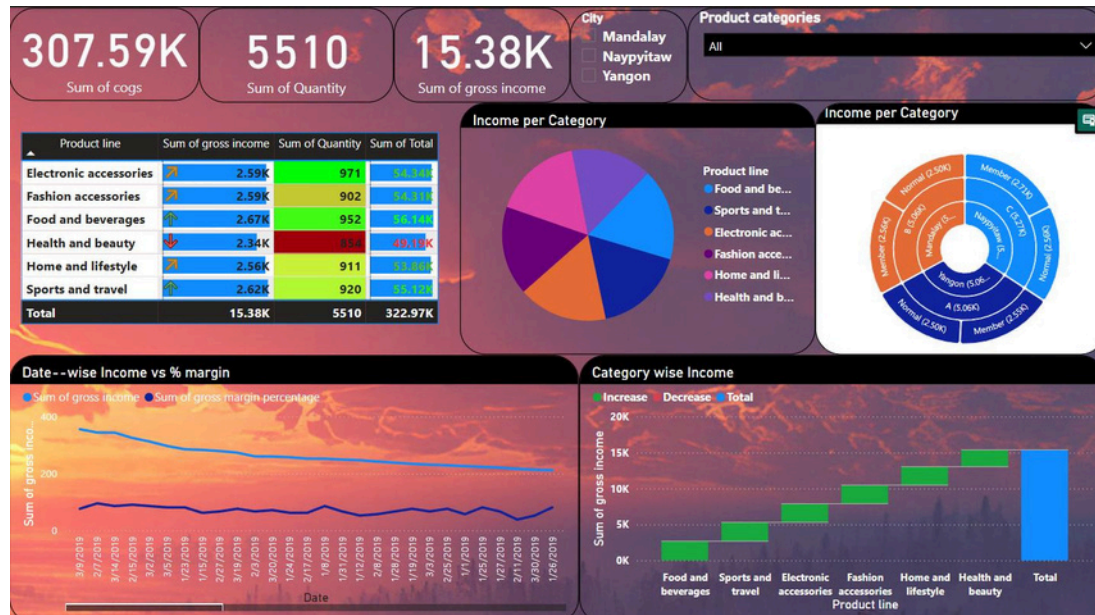 307.59K
Sum of cogs
5510
Sum of Quantity
15.38K
Sum of gross income
City
Mandalay
Naypyitaw
Yangon
Product categories
All
Product line Sum of gross income Sum of Quantity Sum of Total
Electronic accessories 2.59K 971 54.34K
Fashion accessories 2.59K 902 54.31K
Food and beverages 2.67K 952 56.14K
Health and beauty 2.34K 854 49.19K
Home and lifestyle 2.56K 911 53.86K
Sports and travel 2.62K 920 55.12K
Total 15.38K 5510 322.97K
Income per Category
Product line
Food and be...
Sports and t...
Electronic ac...
Fashion acce...
Home and li...
Health and b...
Income per Category
Normal (2.50K)
Member (2.71K)
B (5.06K)
C (5.27K)
Mandalay (5....
Naypyitaw (5....
Member (2.56K)
Normal (2.56K)
Yangon (5.06...
A (5.06K)
Normal (2.50K)
Member (2.55K)
Date--wise Income vs % margin
Sum of gross income Sum of gross margin percentage
Sum of gross inco...
400
200
0
3/9/2019
2/7/2019
3/14/2019
2/15/2019
3/2/2019
3/5/2019
1/23/2019
1/15/2019
2/27/2019
3/19/2019
2/3/2019
3/20/2019
1/24/2019
2/17/2019
1/8/2019
1/31/2019
1/12/2019
2/8/2019
1/28/2019
1/19/2019
3/3/2019
2/25/2019
1/1/2019
1/25/2019
1/27/2019
2/11/2019
3/30/2019
1/26/2019
Date
Category wise Income
Increase Decrease Total
Sum of gross income
20K
15K
10K
5K
0K
Food and beverages
Sports and travel
Electronic accessories
Fashion accessories
Home and lifestyle
Health and beauty
Total
Product line